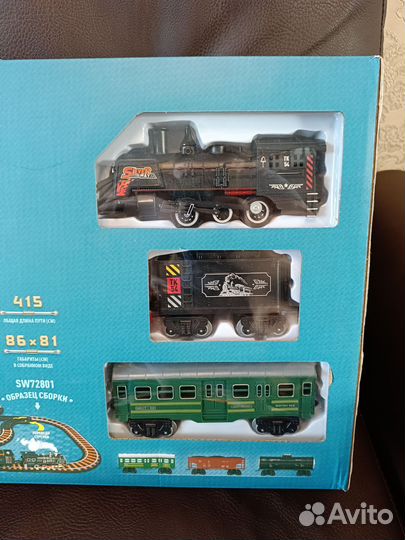 SILVER
TK
54
TK
54
415
ОБЩАЯ ДЛИНА ПУТИ (СМ)
86×81
ГАБАРИТЫ (СМ)
В СОБРАННОМ ВИДЕ
SW72801
• ОБРАЗЕЦ СБОРКИ •
Avito